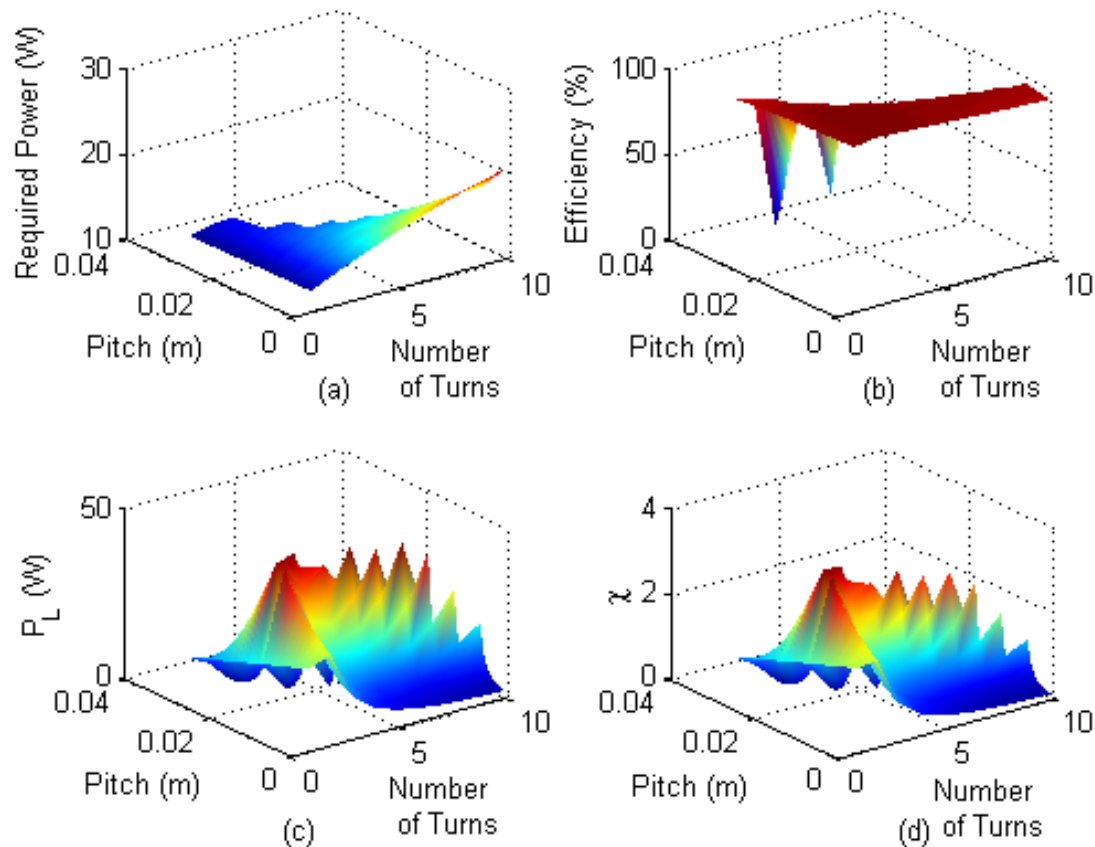 Required Power (W)
30
20
10
0.04
0.02
0
Pitch (m)
0
5
10
Number
of Turns
(a)
Efficiency (%)
100
50
0
0.04
0.02
0
Pitch (m)
0
5
10
Number
of Turns
(b)
P_L (W)
50
0
0.04
0.02
0
Pitch (m)
0
5
10
Number
of Turns
(c)
χ
4
2
0
0.04
0.02
0
Pitch (m)
0
5
10
Number
of Turns
(d)